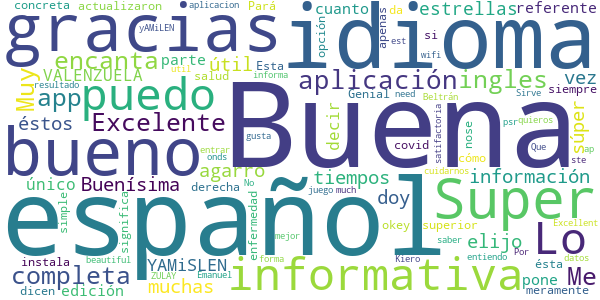 concreta
actualizaron
yAMiLEN
aplicacion
Pará
cuanto
da
estrellas
referente
gracias
idioma
encanta
opción
apenas
est
si
wifi
Muy
VALENZUELA
útil
parte
Esta
salud
útil
informa
aplicación
ingles
vez
app
puedo
resultado
Genial
need
Beltrán
Sirve
siempre
éstos
Excelente
Buena
decir
covid
nose
psr
quieros
Que
súper
bueno
agarro
entrar
onds
gusta
satifactoria
cómo
cuidarnos
ap
ste
único
Buenísima
tiempos
información
simple
significa
derecha
No
juego
much
doy
español
Super
Lo
enfermedad
okey
superior
elijo
Por
ésta
Excelent
instala
YAMiSLEN
mejor
saber
entiendo
completa
muchas
beautiful
ZULAY
Emanuel
forma
informativa
Kiero
pone
Me
datos
dicen
edición
meramente